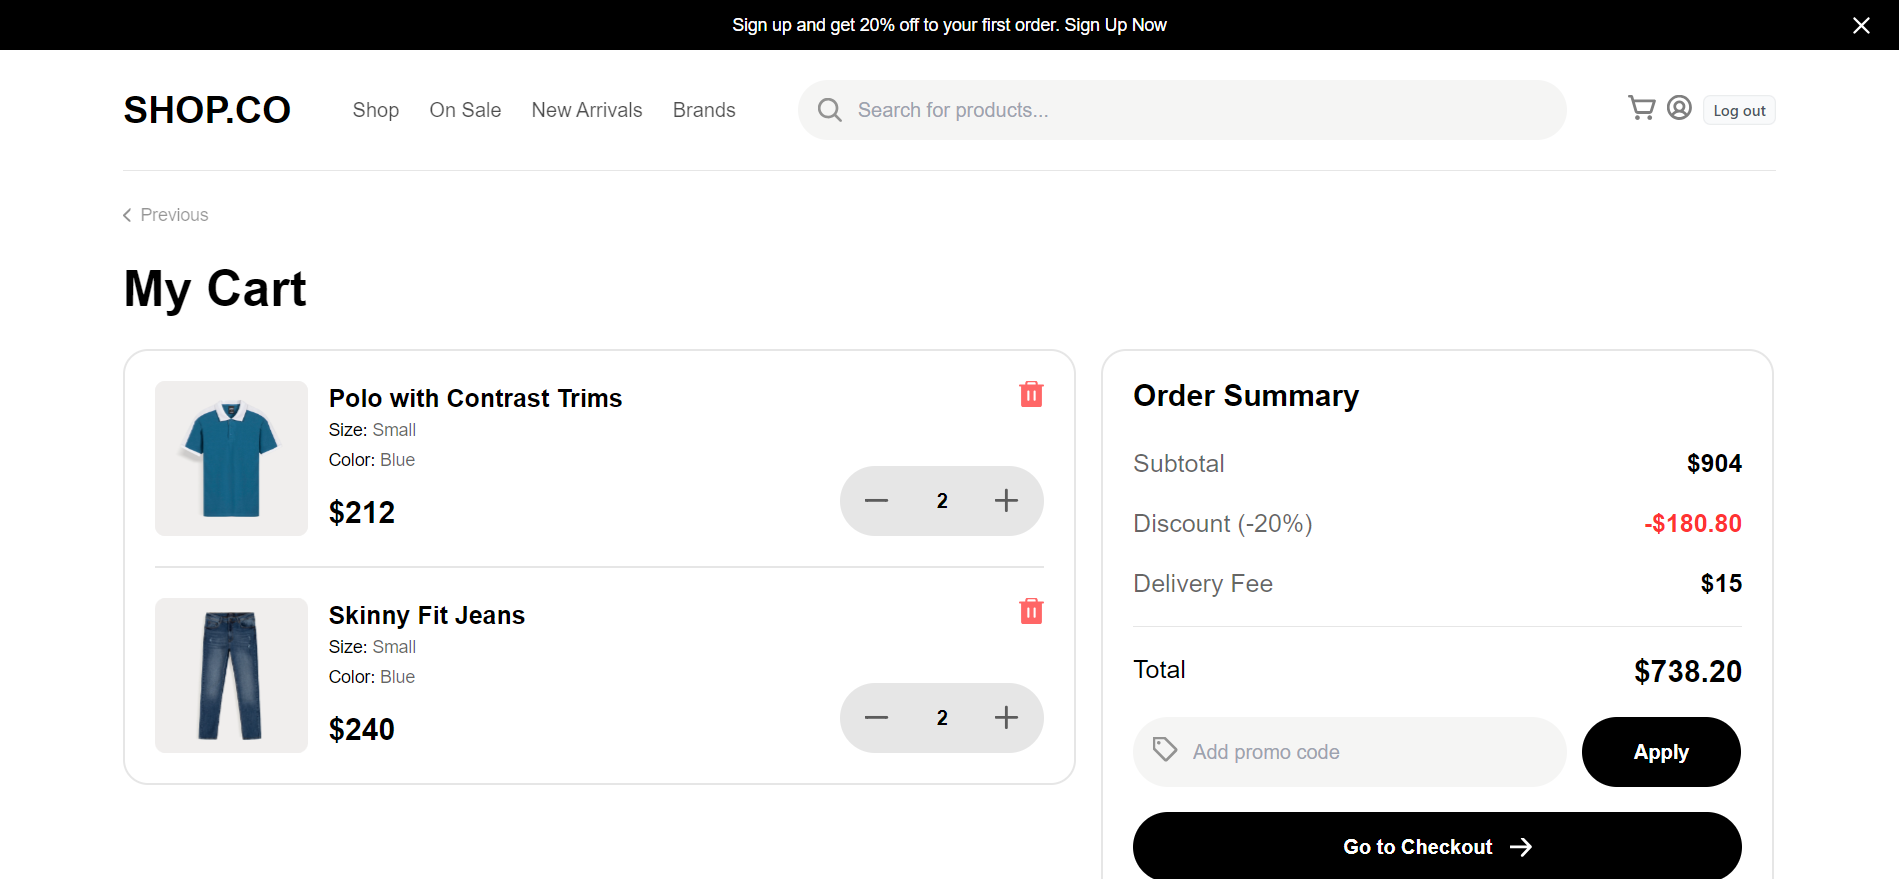 Sign up and get 20% off to your first order. Sign Up Now
SHOP.CO
Shop
On Sale
New Arrivals
Brands
Search for products...
Log out
Previous
My Cart
Polo with Contrast Trims
Size: Small
Color: Blue
$212
2
Skinny Fit Jeans
Size: Small
Color: Blue
$240
2
Order Summary
Subtotal $904
Discount (-20%) -$180.80
Delivery Fee $15
Total $738.20
Add promo code
Apply
Go to Checkout